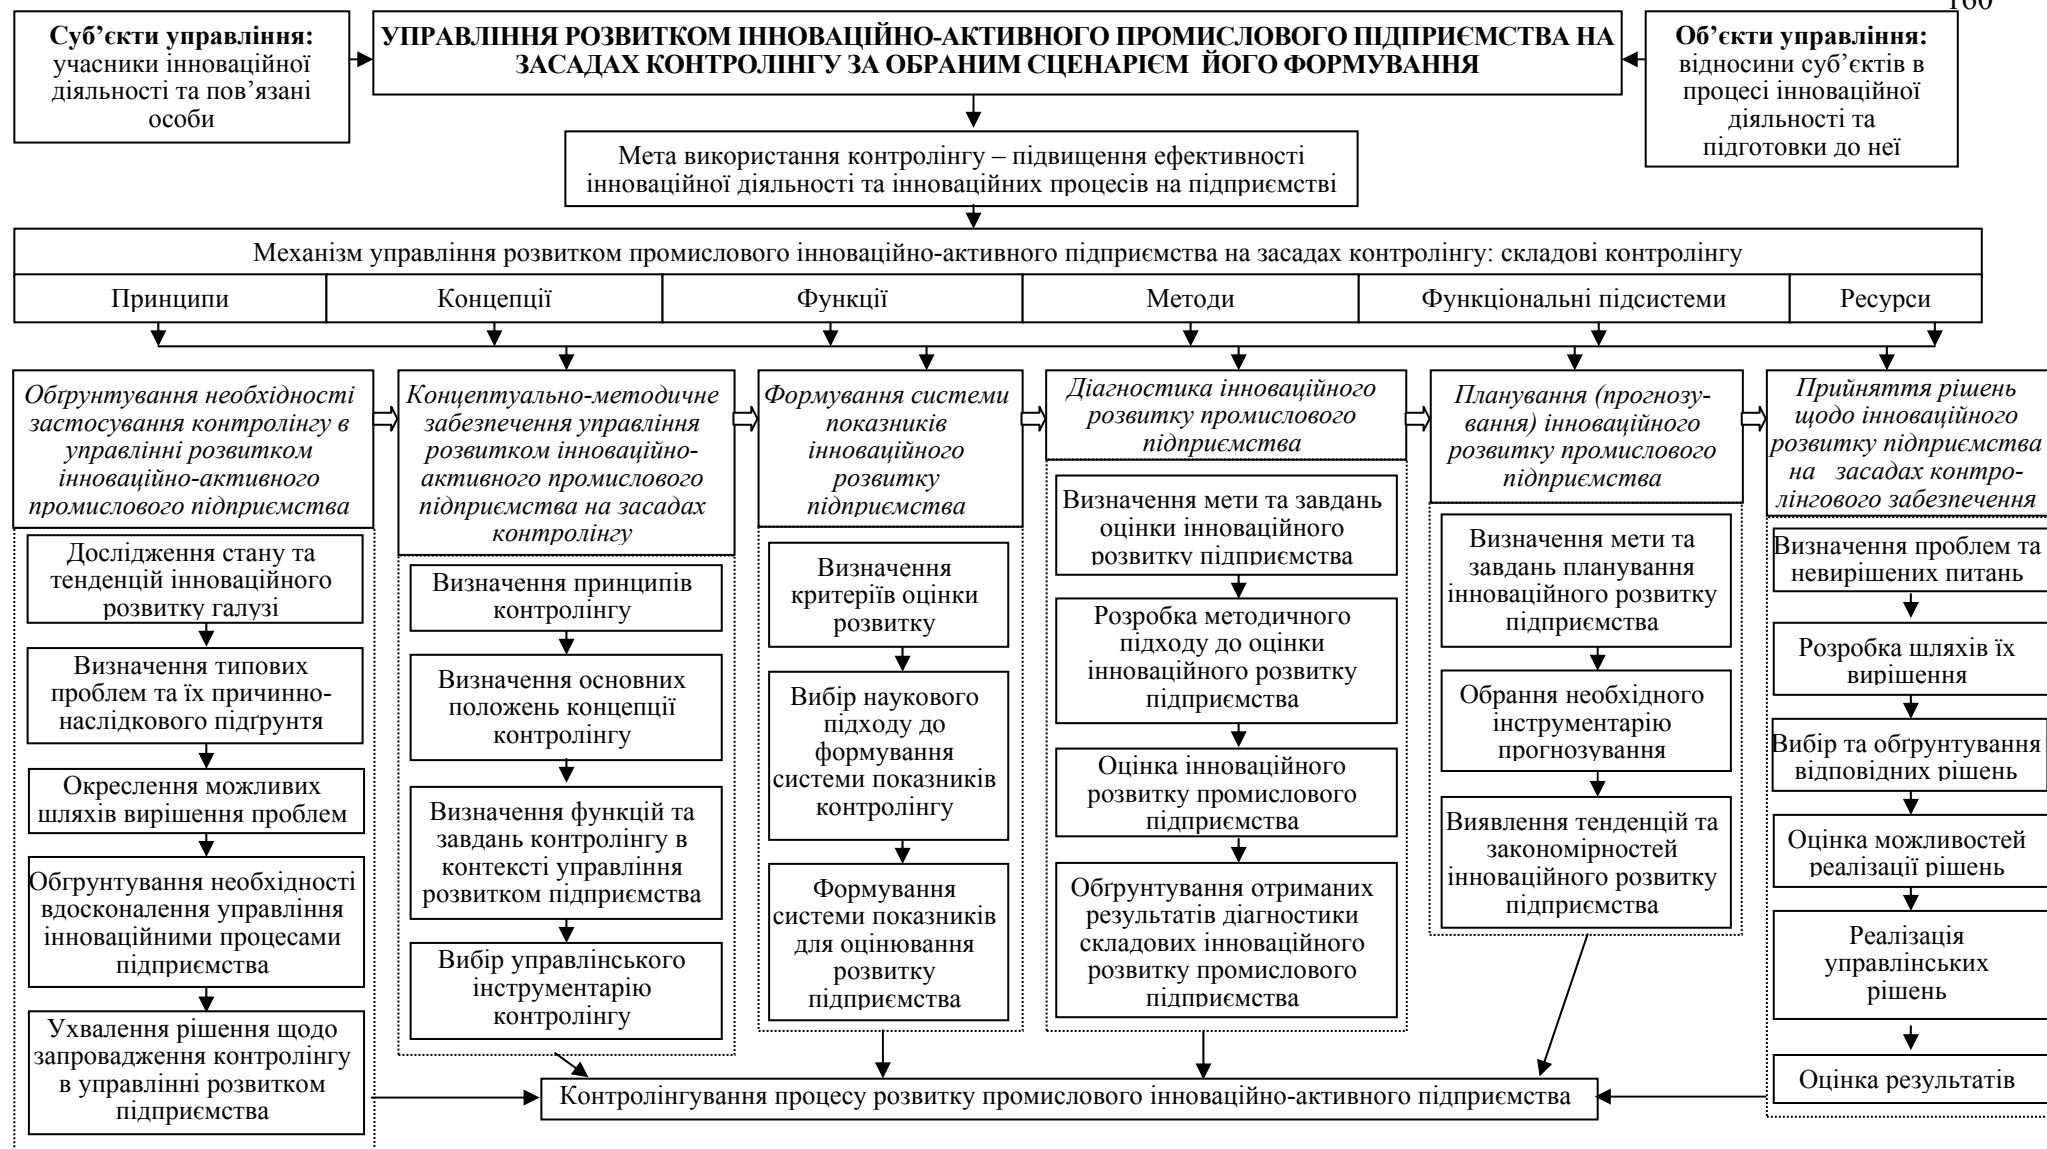 160
Суб’єкти управління:
учасники інноваційної
діяльності та пов’язані
особи
УПРАВЛІННЯ РОЗВИТКОМ ІННОВАЦІЙНО-АКТИВНОГО ПРОМИСЛОВОГО ПІДПРИЄМСТВА НА
ЗАСАДАХ КОНТРОЛІНГУ ЗА ОБРАНИМ СЦЕНАРІЄМ ЙОГО ФОРМУВАННЯ
Об’єкти управління:
відносини суб’єктів в
процесі інноваційної
діяльності та
підготовки до неї
Мета використання контролінгу – підвищення ефективності
інноваційної діяльності та інноваційних процесів на підприємстві
Механізм управління розвитком промислового інноваційно-активного підприємства на засадах контролінгу: складові контролінгу
Принципи
Концепції
Функції
Методи
Функціональні підсистеми
Ресурси
Обґрунтування необхідності
застосування контролінгу в
управлінні розвитком
інноваційно-активного
промислового підприємства
Дослідження стану та
тенденцій інноваційного
розвитку галузі
Визначення типових
проблем та їх причинно-
наслідкового підґрунтя
Окреслення можливих
шляхів вирішення проблем
Обгрунтування необхідності
вдосконалення управління
інноваційними процесами
підприємства
Ухвалення рішення щодо
запровадження контролінгу
в управлінні розвитком
підприємства
Концептуально-методичне
забезпечення управління
розвитком інноваційно-
активного промислового
підприємства на засадах
контролінгу
Визначення принципів
контролінгу
Визначення основних
положень концепції
контролінгу
Визначення функцій та
завдань контролінгу в
контексті управління
розвитком підприємства
Вибір управлінського
інструментарію
контролінгу
Формування системи
показників
інноваційного
розвитку
підприємства
Визначення
критеріїв оцінки
розвитку
Вибір наукового
підходу до
формування
системи показників
контролінгу
Формування
системи показників
для оцінювання
розвитку
підприємства
Діагностика інноваційного
розвитку промислового
підприємства
Визначення мети та завдань
оцінки інноваційного
розвитку підприємства
Розробка методичного
підходу до оцінки
інноваційного розвитку
підприємства
Оцінка інноваційного
розвитку промислового
підприємства
Обґрунтування отриманих
результатів діагностики
складових інноваційного
розвитку промислового
підприємства
Планування (прогнозу-
вання) інноваційного
розвитку промислового
підприємства
Визначення мети та
завдань планування
інноваційного розвитку
підприємства
Обрання необхідного
інструментарію
прогнозування
Виявлення тенденцій та
закономірностей
інноваційного розвитку
підприємства
Прийняття рішень
щодо інноваційного
розвитку підприємства
на засадах контро-
лінгового забезпечення
Визначення проблем та
невирішених питань
Розробка шляхів їх
вирішення
Вибір та обґрунтування
відповідних рішень
Оцінка можливостей
реалізації рішень
Реалізація
управлінських
рішень
Оцінка результатів
Контролінгування процесу розвитку промислового інноваційно-активного підприємства